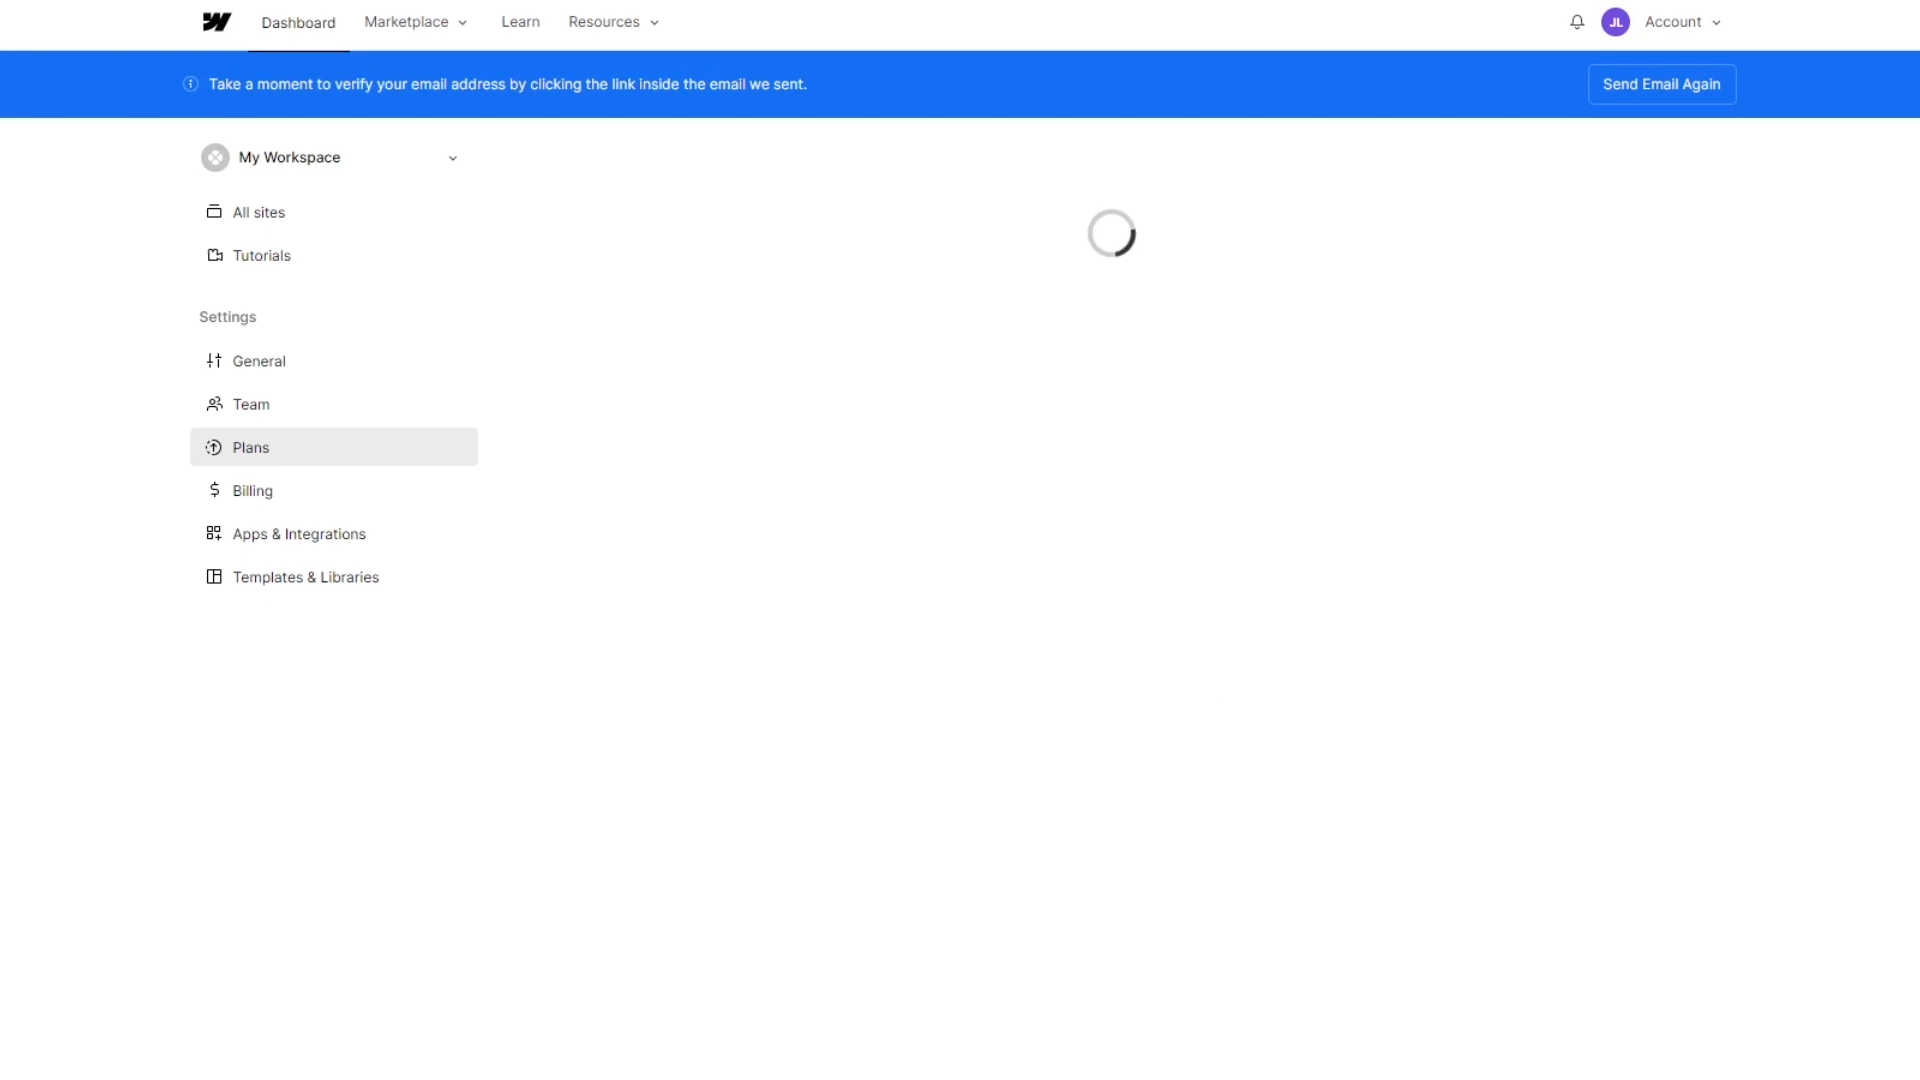 Dashboard
Marketplace
Learn
Resources
JL
Account
Take a moment to verify your email address by clicking the link inside the email we sent.
Send Email Again
My Workspace
All sites
Tutorials
Settings
General
Team
Plans
Billing
Apps & Integrations
Templates & Libraries